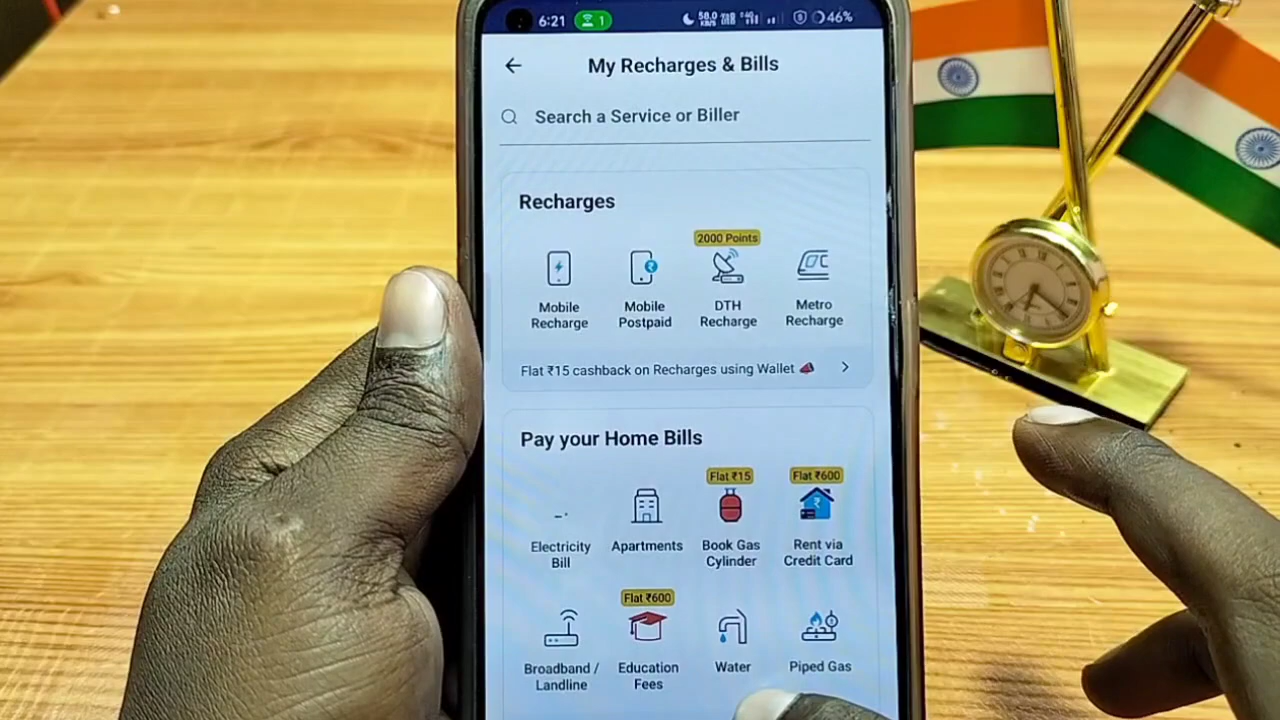 6:21 1 46%
My Recharges & Bills
Search a Service or Biller
Recharges
2000 Points
Mobile Recharge
Mobile Postpaid
DTH Recharge
Metro Recharge
Flat ₹15 cashback on Recharges using Wallet
Pay your Home Bills
Flat ₹15
Flat ₹600
Electricity Bill
Apartments
Book Gas Cylinder
Rent via Credit Card
Flat ₹600
Broadband / Landline
Education Fees
Water
Piped Gas